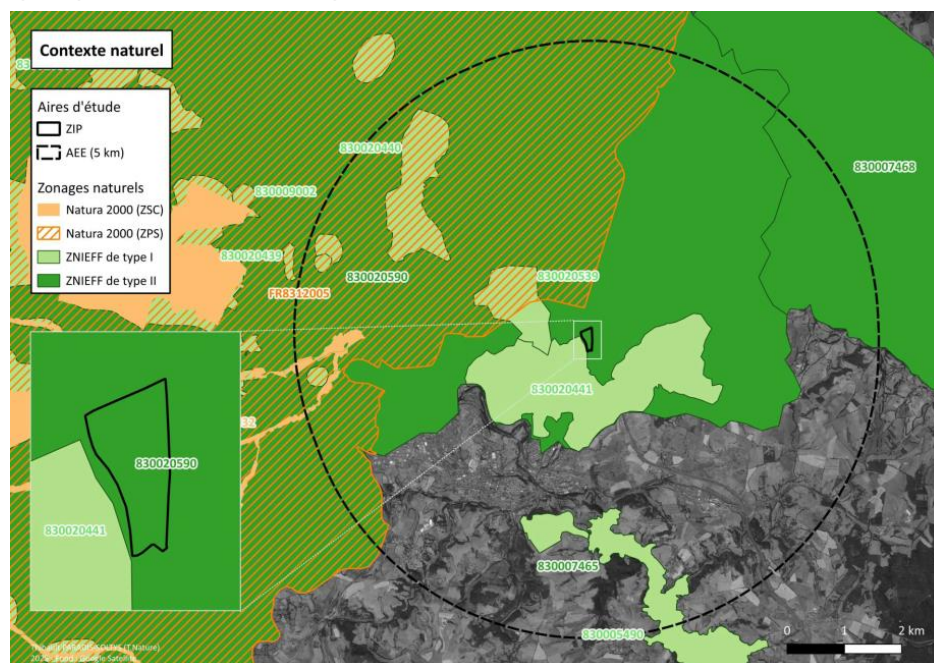 Contexte naturel
Aires d'étude
ZIP
AEE (5 km)
Zonages naturels
Natura 2000 (ZSC)
Natura 2000 (ZPS)
ZNIEFF de type I
ZNIEFF de type II
830020440
830009002
830007468
830020439
830020590
830020539
FR8312005
830020441
830020590
830020441
830007465
830005490
0 1 2 km